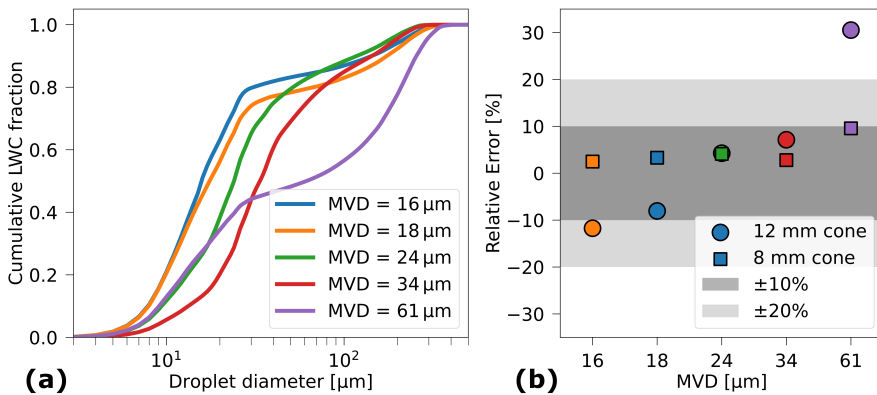 1.0
0.8
0.6
0.4
0.2
0.0
Cumulative LWC fraction
MVD = 16 μm
MVD = 18 μm
MVD = 24 μm
MVD = 34 μm
MVD = 61 μm
10¹
10²
Droplet diameter [μm]
(a)
30
20
10
0
−10
−20
−30
Relative Error [%]
12 mm cone
8 mm cone
±10%
±20%
16
18
24
34
61
MVD [μm]
(b)